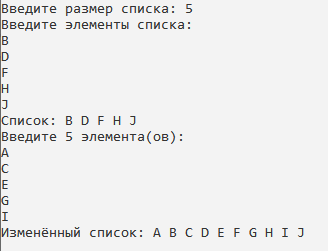 Введите размер списка: 5
Введите элементы списка:
B
D
F
H
J
Список: B D F H J
Введите 5 элемента(ов):
A
C
E
G
I
Изменённый список: A B C D E F G H I J